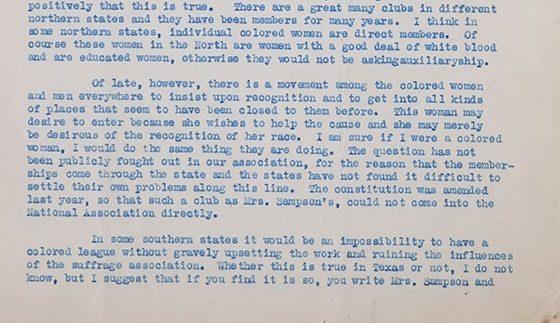 positively that this is true. There are a great many clubs in different
northern states and they have been members for many years. I think in
some northern states, individual colored women are direct members. Of
course these women in the North are women with a good deal of white blood
and are educated women, otherwise they would not be askingauxiliaryship.
Of late, however, there is a movement among the colored women
and men everywhere to insist upon recognition and to get into all kinds
of places that seem to have been closed to them before. This woman may
desire to enter because she wishes to help the cause and she may merely
be desirous of the recognition of her race. I am sure if I were a colored
woman, I would do the same thing they are doing. The question has not
been publicly fought out in our association, for the reason that the member-
ships come through the state and the states have not found it difficult to
settle their own problems along this line. The constitution was amended
last year, so that such a club as Mrs. Sampson's, could not come into the
National Association directly.
In some southern states it would be an impossibility to have a
colored league without gravely upsetting the work and ruining the influences
of the suffrage association. Whether this is true in Texas or not, I do not
know, but I suggest that if you find it is so, you write Mrs. Sampson and